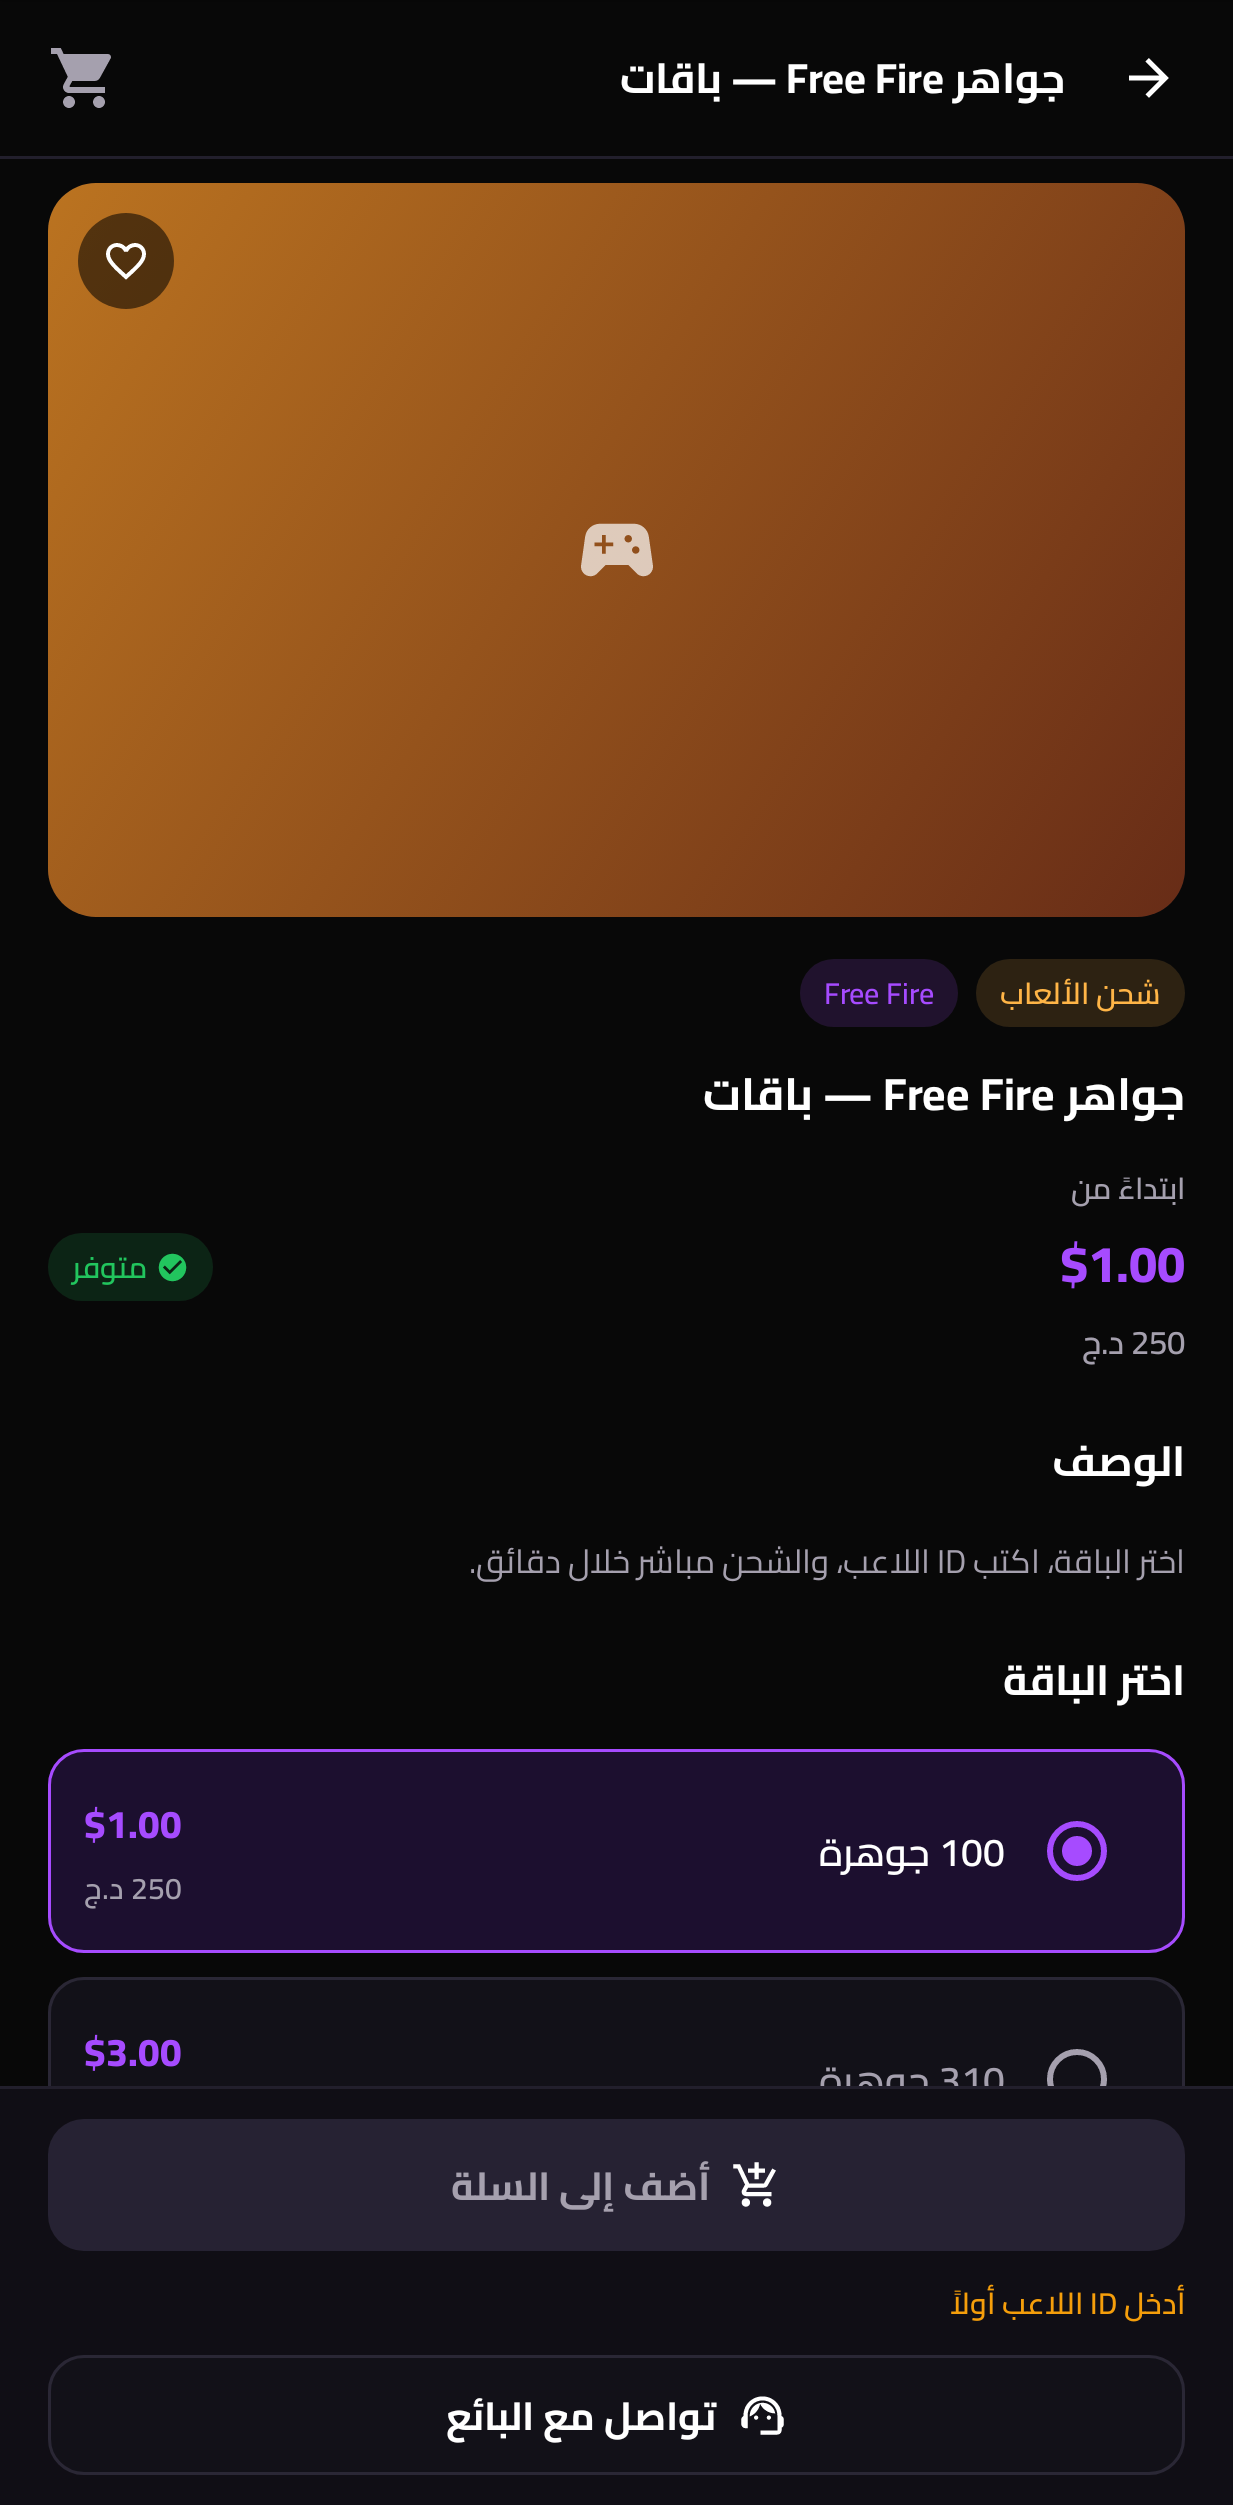 جواهر Free Fire — باقات
شحن الألعاب
Free Fire
جواهر Free Fire — باقات
ابتداءً من
$1.00
متوفر
250 د.ج
الوصف
اختر الباقة، اكتب ID اللاعب، والشحن مباشر خلال دقائق.
اختر الباقة
100 جوهرة
$1.00
250 د.ج
310 جوهرة
$3.00
أضف إلى السلة
أدخل ID اللاعب أولاً
تواصل مع البائع